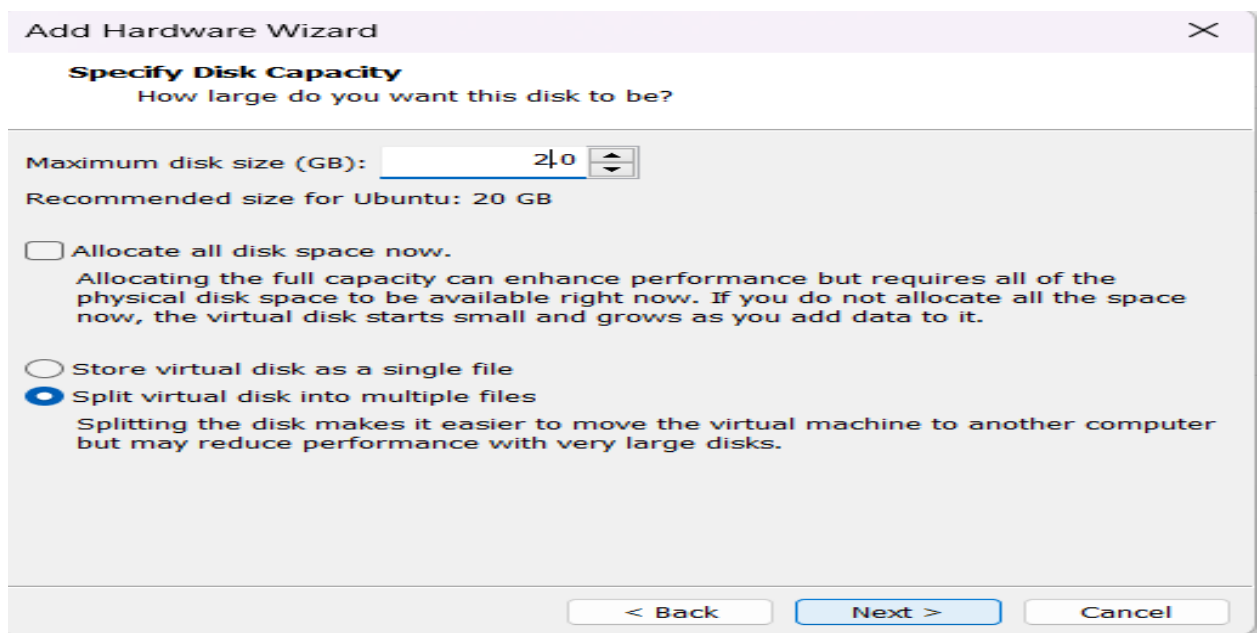 Add Hardware Wizard
Specify Disk Capacity
How large do you want this disk to be?
Maximum disk size (GB): 2.0
Recommended size for Ubuntu: 20 GB
Allocate all disk space now.
Allocating the full capacity can enhance performance but requires all of the
physical disk space to be available right now. If you do not allocate all the space
now, the virtual disk starts small and grows as you add data to it.
Store virtual disk as a single file
Split virtual disk into multiple files
Splitting the disk makes it easier to move the virtual machine to another computer
but may reduce performance with very large disks.
< Back Next > Cancel